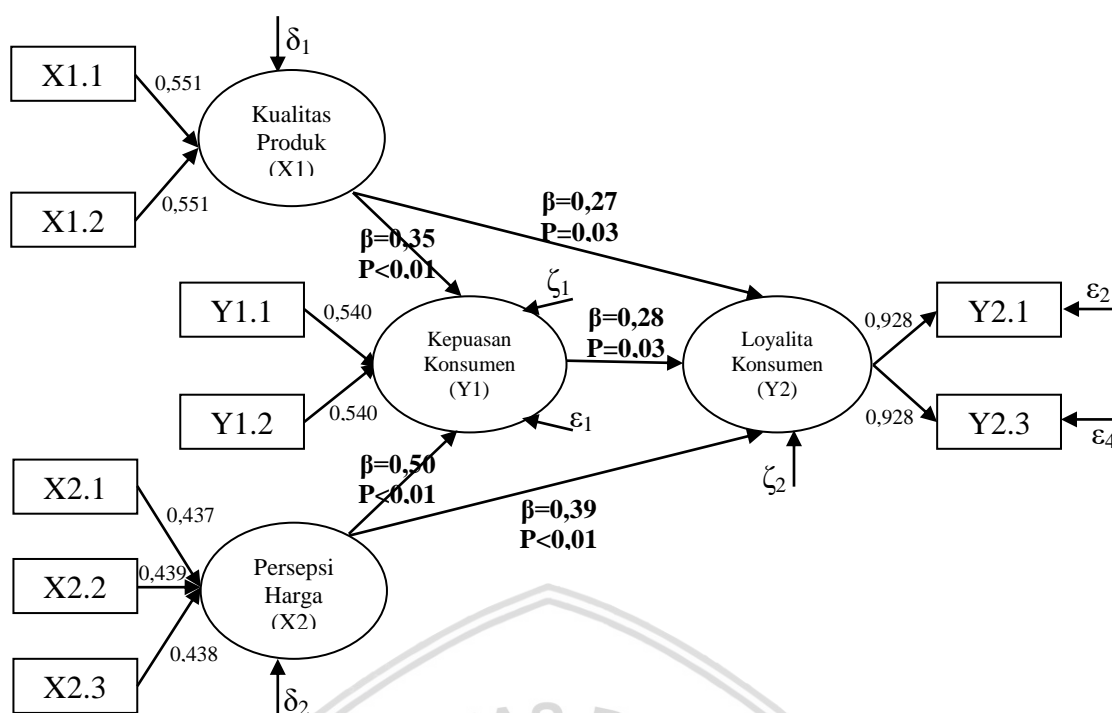 δ1
X1.1
0,551
Kualitas
Produk
(X1)
X1.2
0,551
β=0,27
P=0,03
β=0,35
P<0,01
ζ1
Y1.1
0,540
Kepuasan
Konsumen
(Y1)
β=0,28
P=0,03
Loyalita
Konsumen
(Y2)
0,928
Y2.1
ε2
Y1.2
0,540
ε1
0,928
Y2.3
ε4
β=0,50
P<0,01
ζ2
X2.1
0,437
β=0,39
P<0,01
X2.2
0,439
Persepsi
Harga
(X2)
X2.3
0,438
δ2